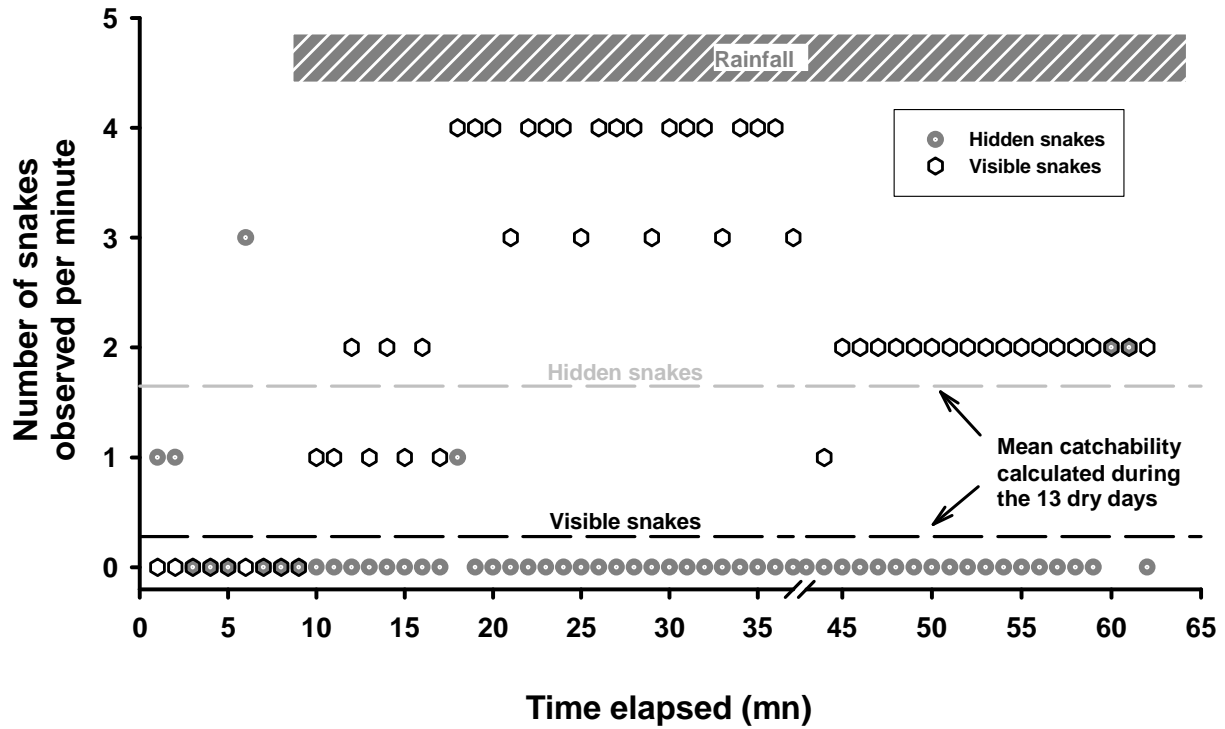 5
Rainfall
4
Hidden snakes
Visible snakes
3
Number of snakes
observed per minute
2
Hidden snakes
Mean catchability
calculated during
the 13 dry days
1
Visible snakes
0
0 5 10 15 20 25 30 35 45 50 55 60 65
Time elapsed (mn)